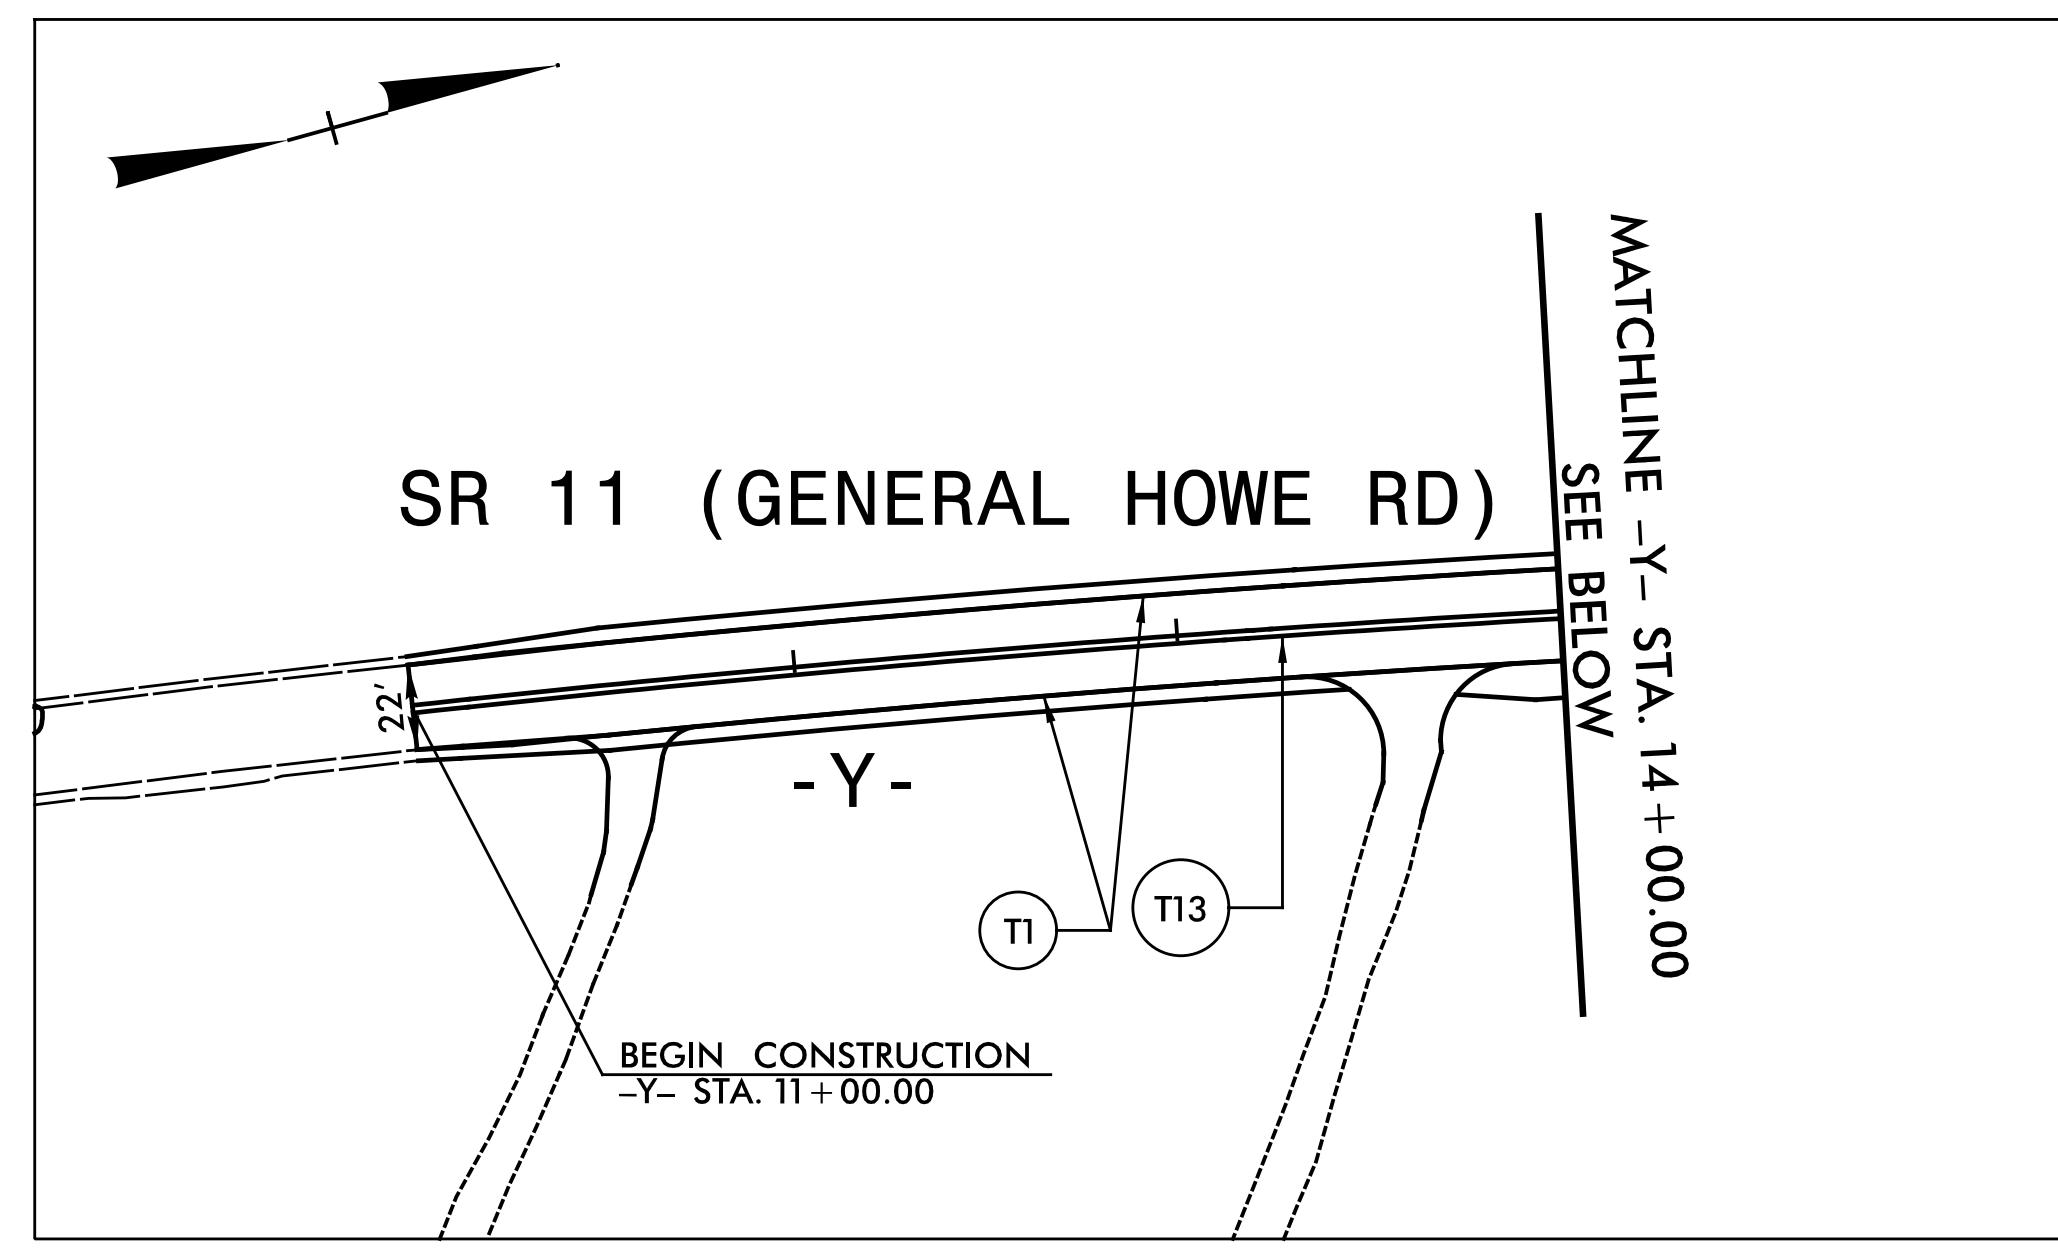 SR 11 (GENERAL HOWE RD)
MATCHLINE -Y- STA. 14+00.00
SEE BELOW
22'
-Y-
T1
T13
BEGIN CONSTRUCTION
-Y- STA. 11+00.00